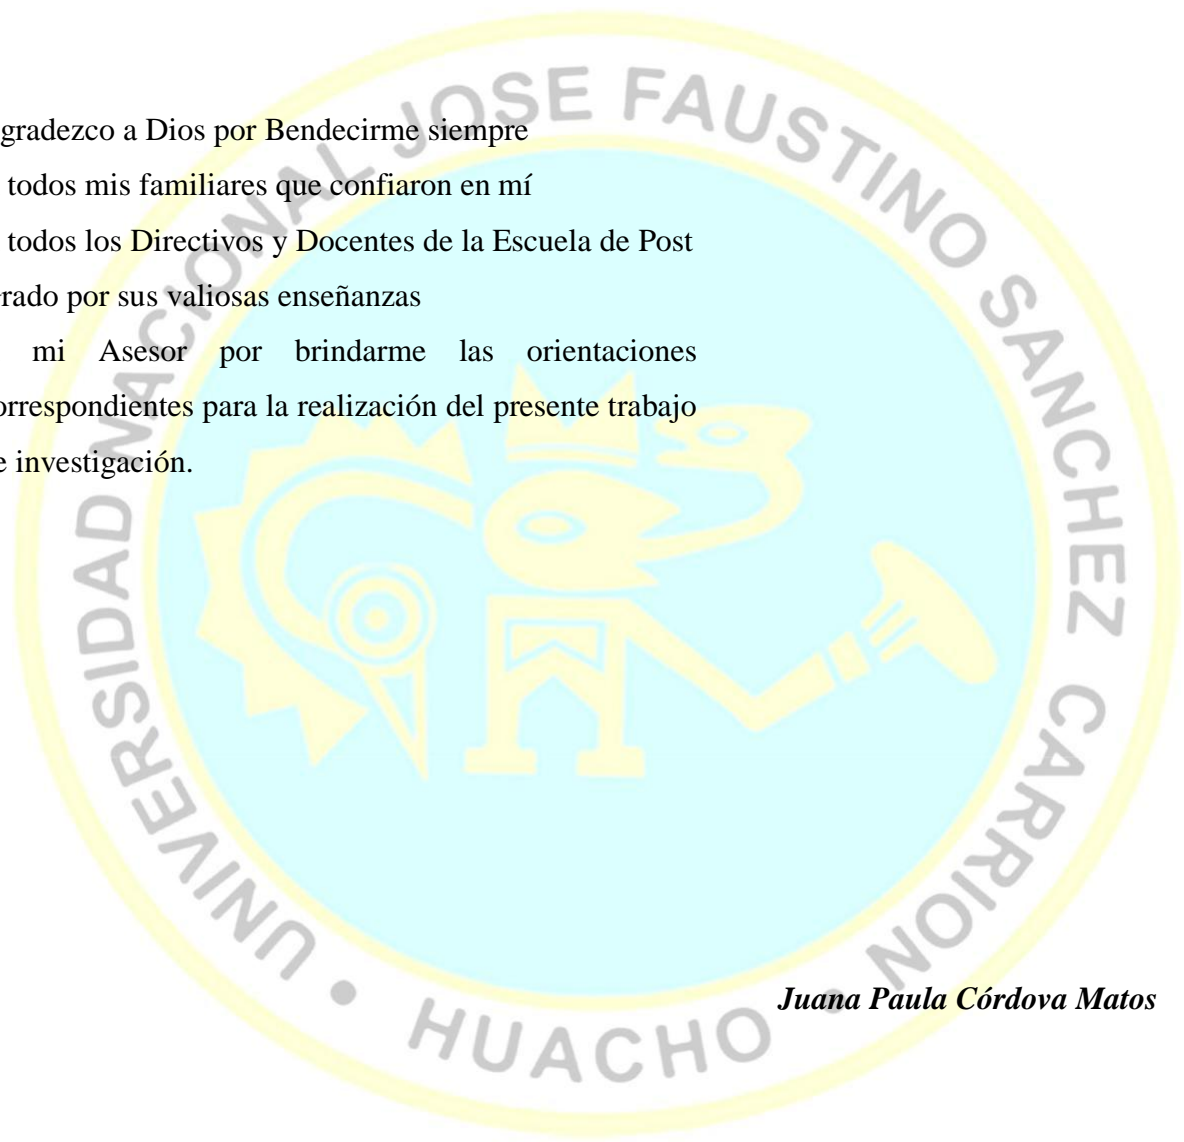 gradezco a Dios por Bendecirme siempre
todos mis familiares que confiaron en mí
todos los Directivos y Docentes de la Escuela de Post
rado por sus valiosas enseñanzas
mi Asesor por brindarme las orientaciones
orrespondientes para la realización del presente trabajo
e investigación.
Juana Paula Córdova Matos
UNIVERSIDAD NACIONAL JOSE FAUSTINO SANCHEZ CARRION • HUACHO •